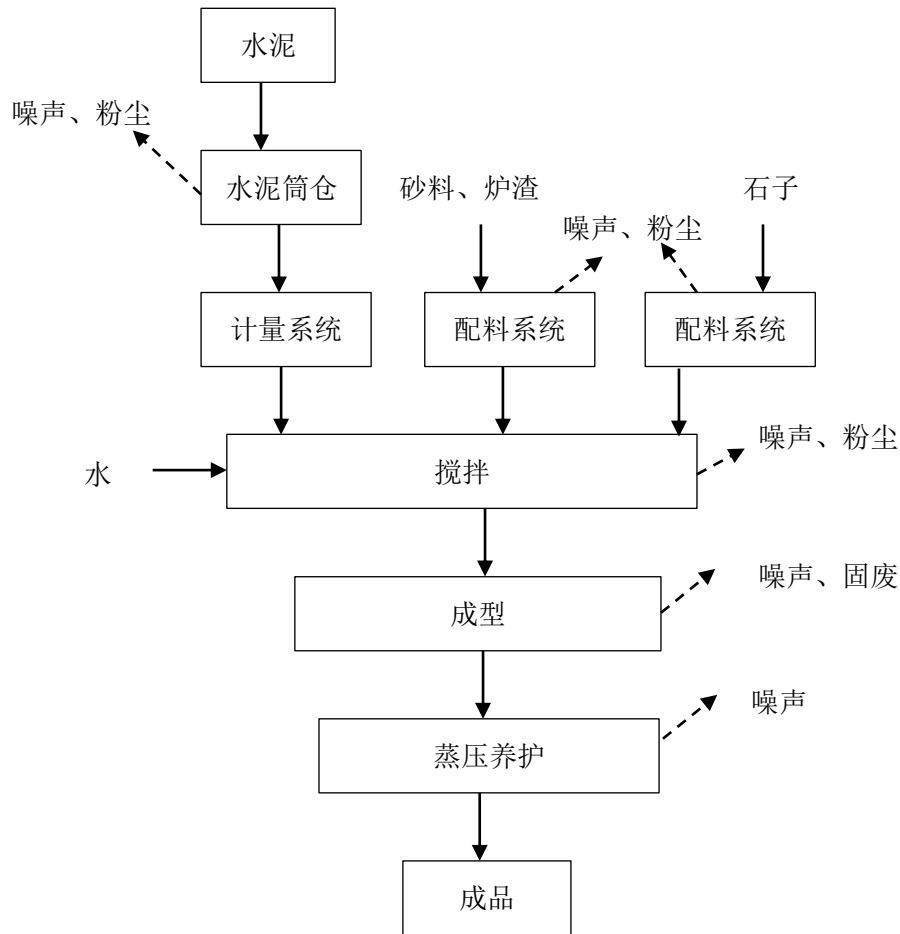 水泥
噪声、粉尘
水泥筒仓
砂料、炉渣
石子
噪声、粉尘
计量系统
配料系统
配料系统
噪声、粉尘
水
搅拌
噪声、固废
成型
噪声
蒸压养护
成品